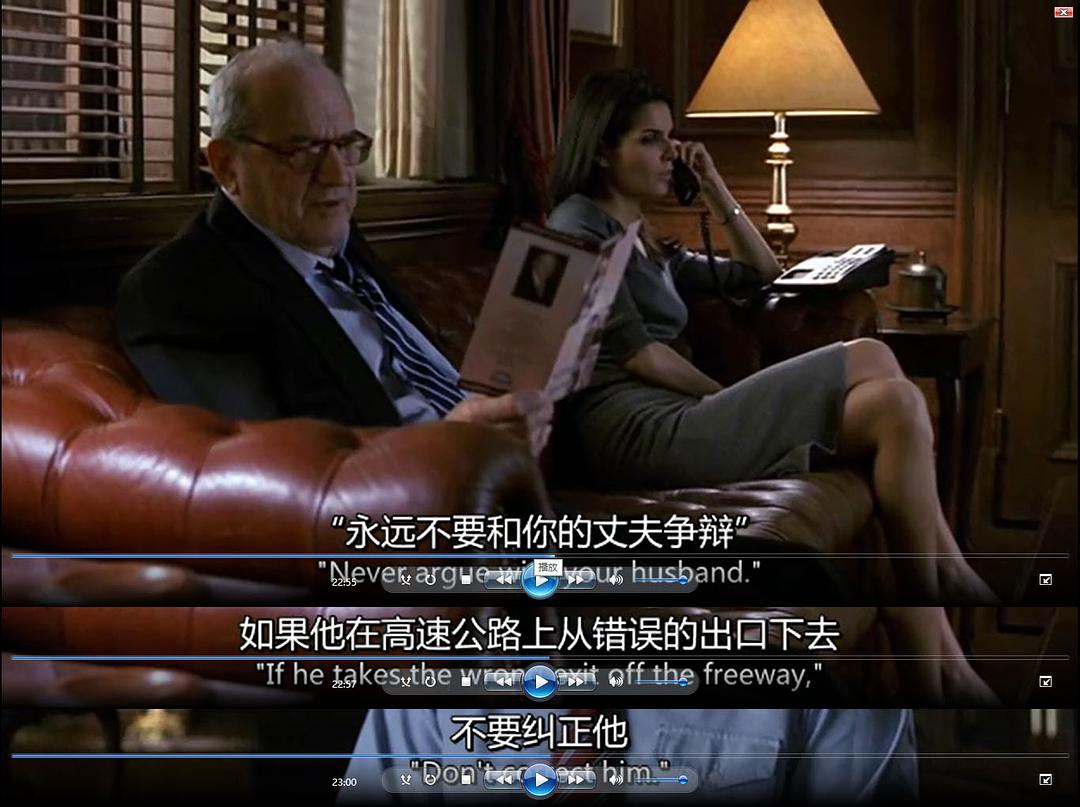 “永远不要和你的丈夫争辩”
"Never argue with your husband."
播放
22:55
如果他在高速公路上从错误的出口下去
"If he takes the wrong exit off the freeway,"
22:57
不要纠正他
"Don't correct him."
23:00